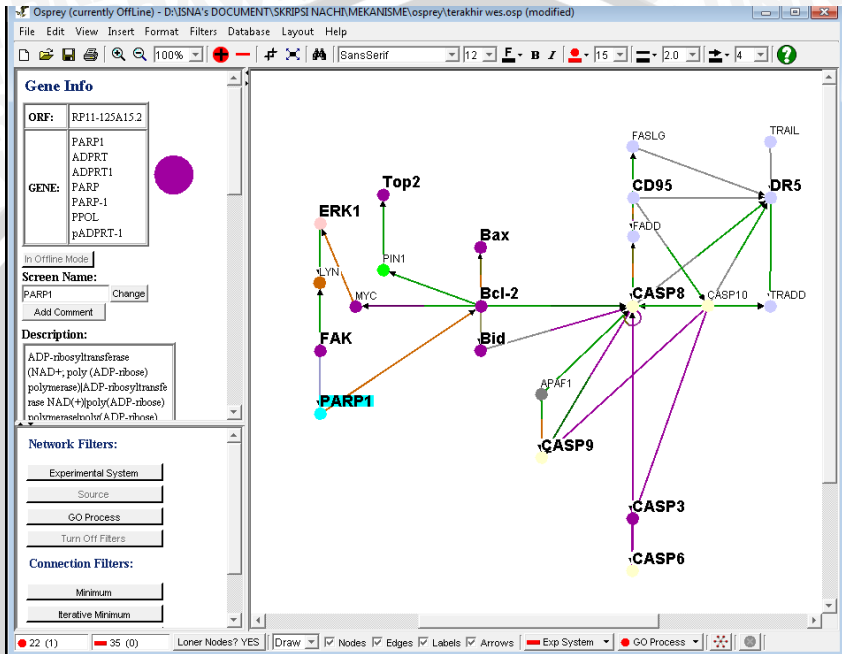 Osprey (currently OffLine) - D:\ISNA's DOCUMENT\SKRIPSI NACHI\MEKANISME\osprey\terakhir wes.osp (modified)
File Edit View Insert Format Filters Database Layout Help
100% SansSerif 12 F B I 15 2.0 4 ?
Gene Info
ORF: RP11-125A15.2
GENE:
PARP1
ADPRT
ADPRT1
PARP
PARP-1
PPOL
pADPRT-1
In Offline Mode
Screen Name:
PARP1 Change
Add Comment
Description:
ADP-ribosyltransferase
(NAD+; poly (ADP-ribose)
polymerase)|ADP-ribosyltransfe
rase NAD(+)|poly(ADP-ribose)
polymerase|poly(ADP-ribose)
Network Filters:
Experimental System
Source
GO Process
Turn Off Filters
Connection Filters:
Minimum
Iterative Minimum
FASLG
TRAIL
Top2
CD95
DR5
ERK1
FADD
Bax
PIN1
LYN
MYC
Bcl-2
CASP8
CASP10
TRADD
FAK
Bid
APAF1
PARP1
CASP9
CASP3
CASP6
22 (1) 35 (0) Loner Nodes? YES Draw Nodes Edges Labels Arrows Exp System GO Process